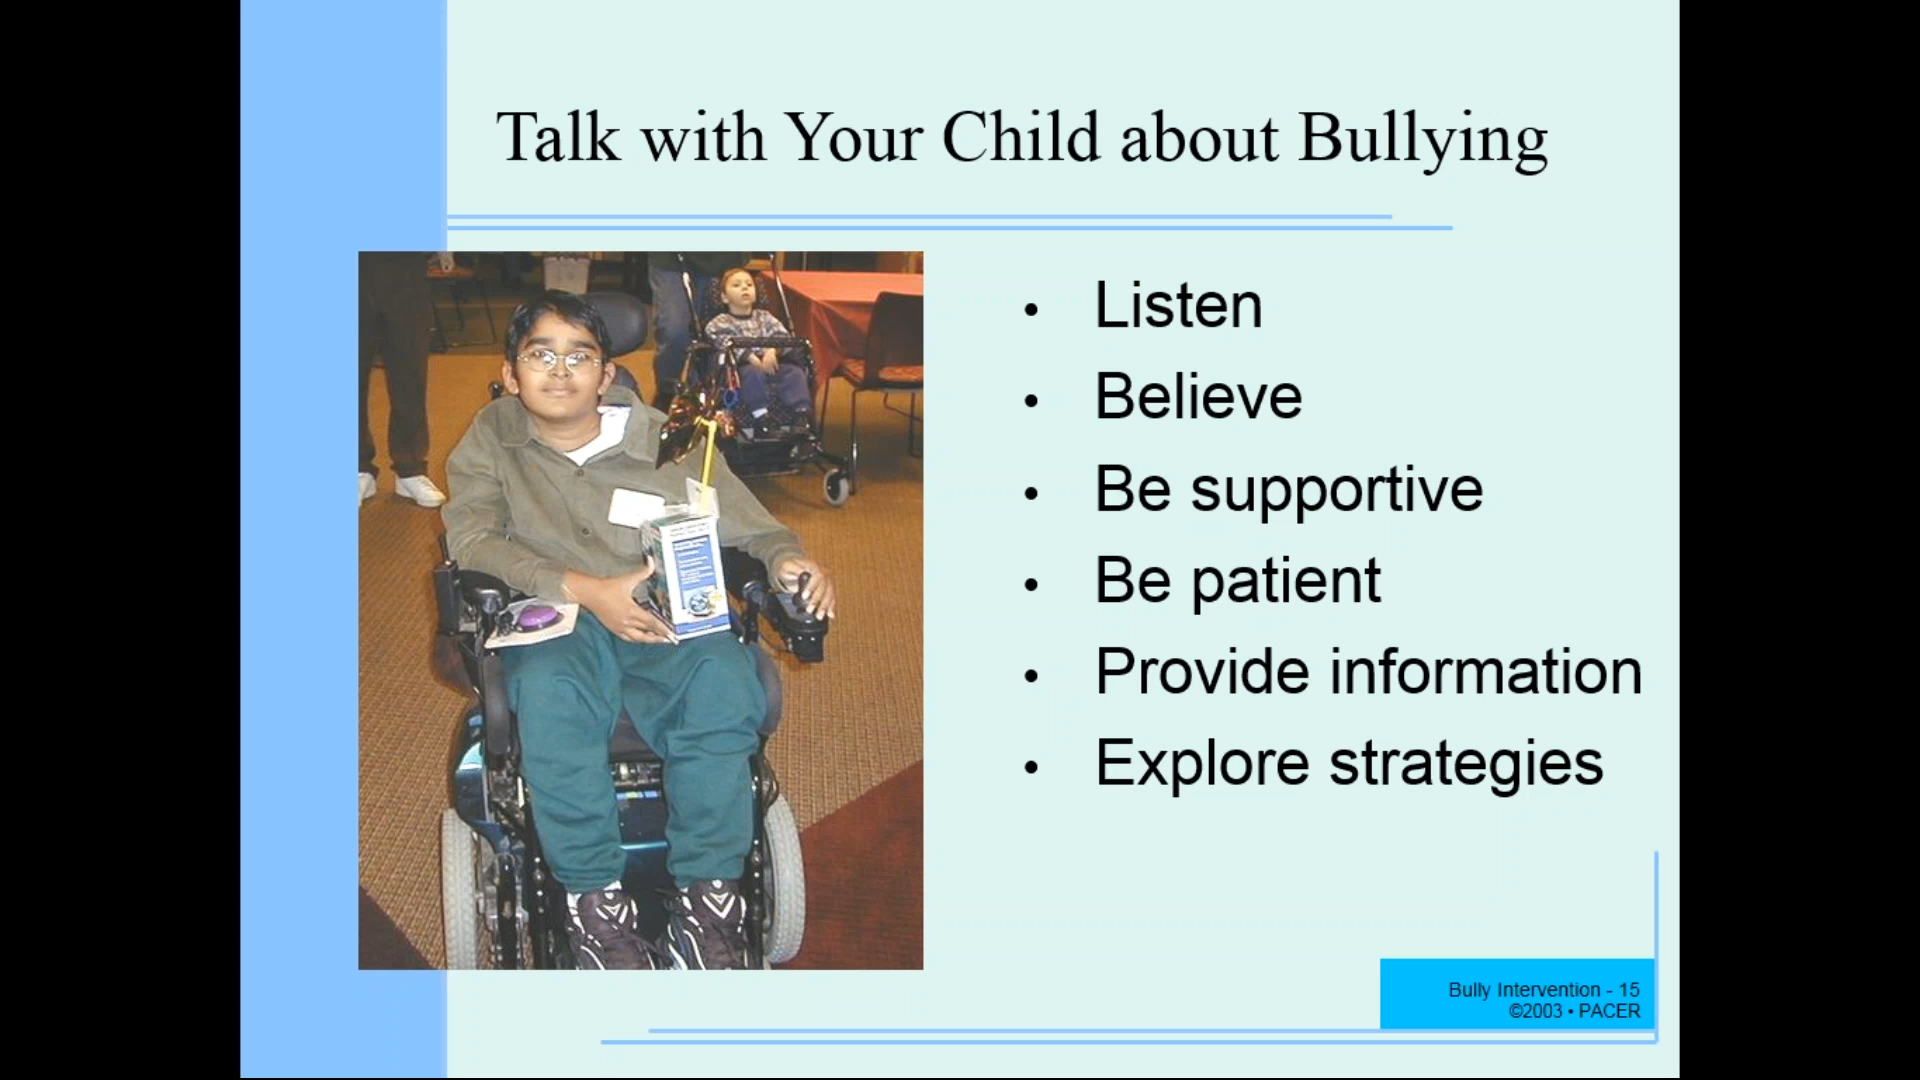 Talk with Your Child about Bullying
• Listen
• Believe
• Be supportive
• Be patient
• Provide information
• Explore strategies
Bully Intervention - 15
©2003 • PACER